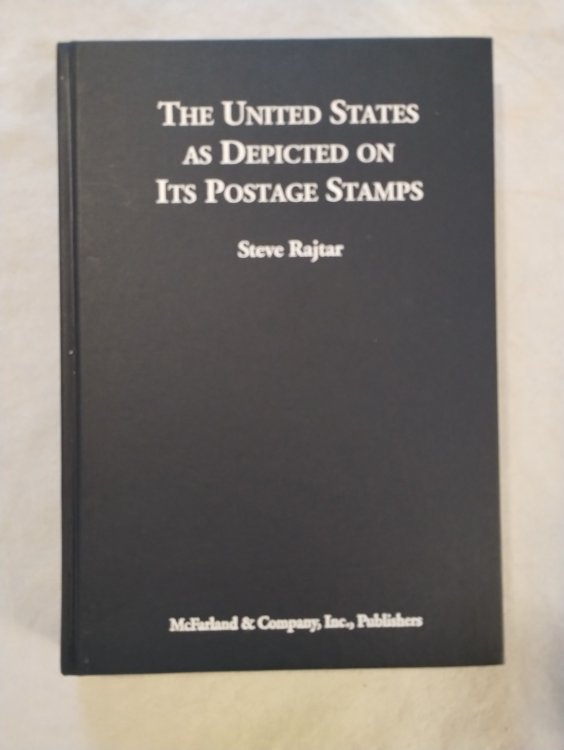 THE UNITED STATES
AS DEPICTED ON
ITS POSTAGE STAMPS
Steve Rajtar
McFarland & Company, Inc., Publishers